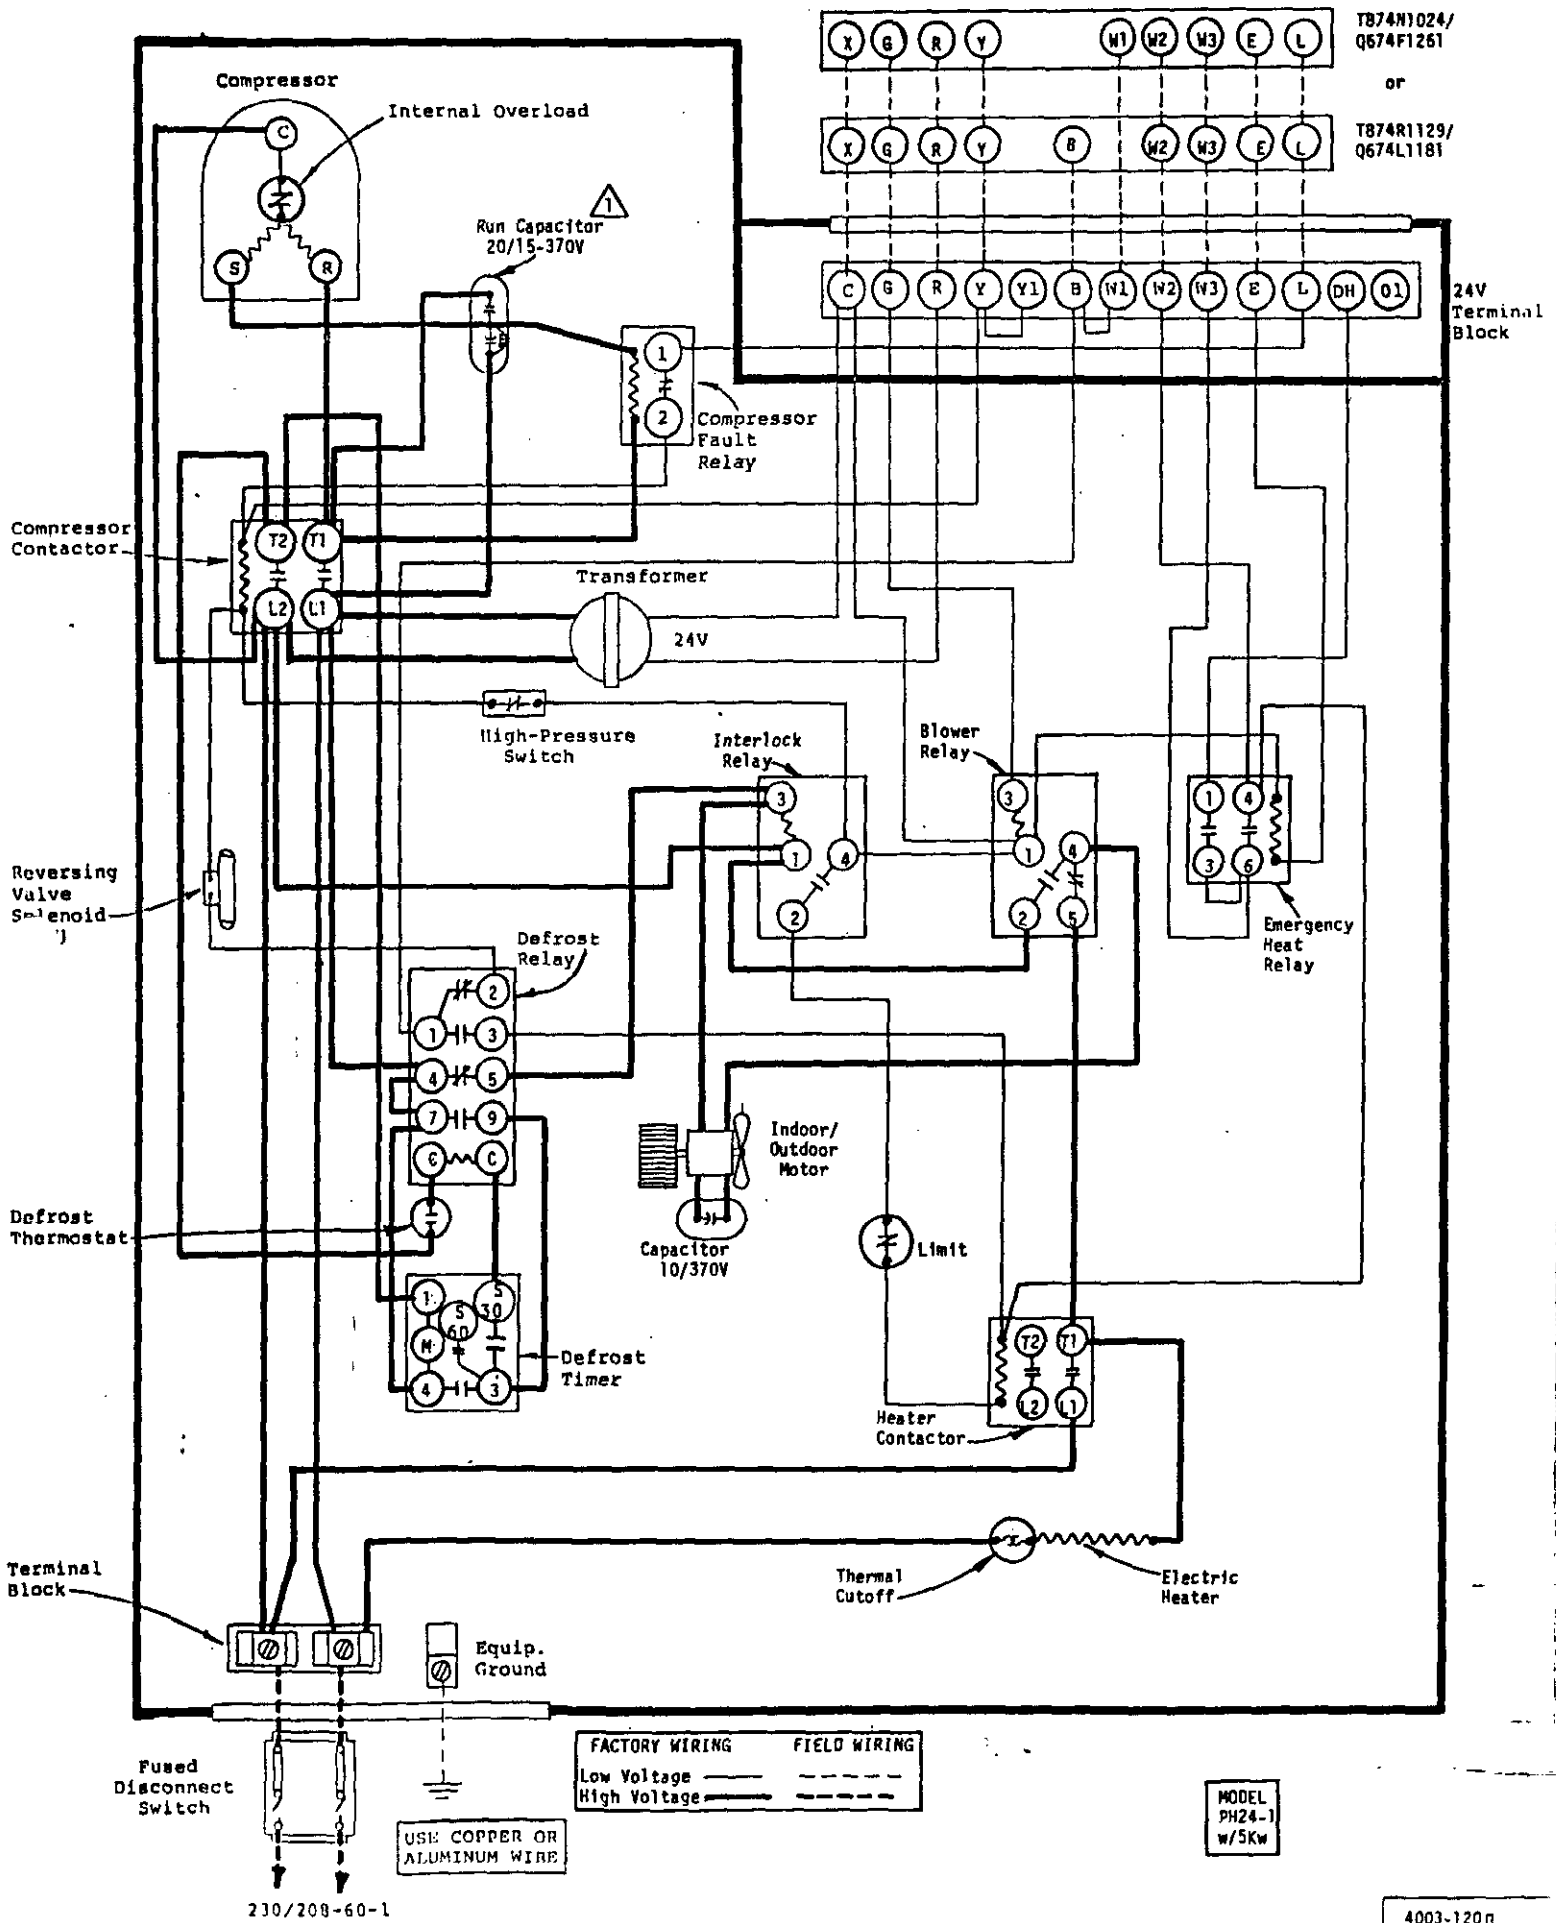 T874N1024/
Q674F1261
or
T874R1129/
Q674L1181
X G R Y W1 W2 W3 E L
X G R Y B W2 W3 E L
C G R Y Y1 B W1 W2 W3 E L DH O1
24V
Terminal
Block
Compressor
Internal Overload
C
S R
1
Run Capacitor
20/15-370V
1
2
Compressor
Fault
Relay
Compressor
Contactor
T2 T1
L2 L1
Transformer
24V
High-Pressure
Switch
Interlock
Relay
3
1 4
2
Blower
Relay
3
1 4
2 5
1 4
3 6
Emergency
Heat
Relay
Reversing
Valve
Solenoid
Defrost
Relay
2
1 3
4 5
7 9
C C
Indoor/
Outdoor
Motor
Capacitor
10/370V
Limit
Defrost
Thermostat
1 S 60 S 30
M
4 3
Defrost
Timer
T2 T1
L2 L1
Heater
Contactor
Thermal
Cutoff
Electric
Heater
Terminal
Block
Equip.
Ground
Fused
Disconnect
Switch
FACTORY WIRING FIELD WIRING
Low Voltage
High Voltage
USE COPPER OR
ALUMINUM WIRE
MODEL
PH24-1
w/5Kw
230/208-60-1